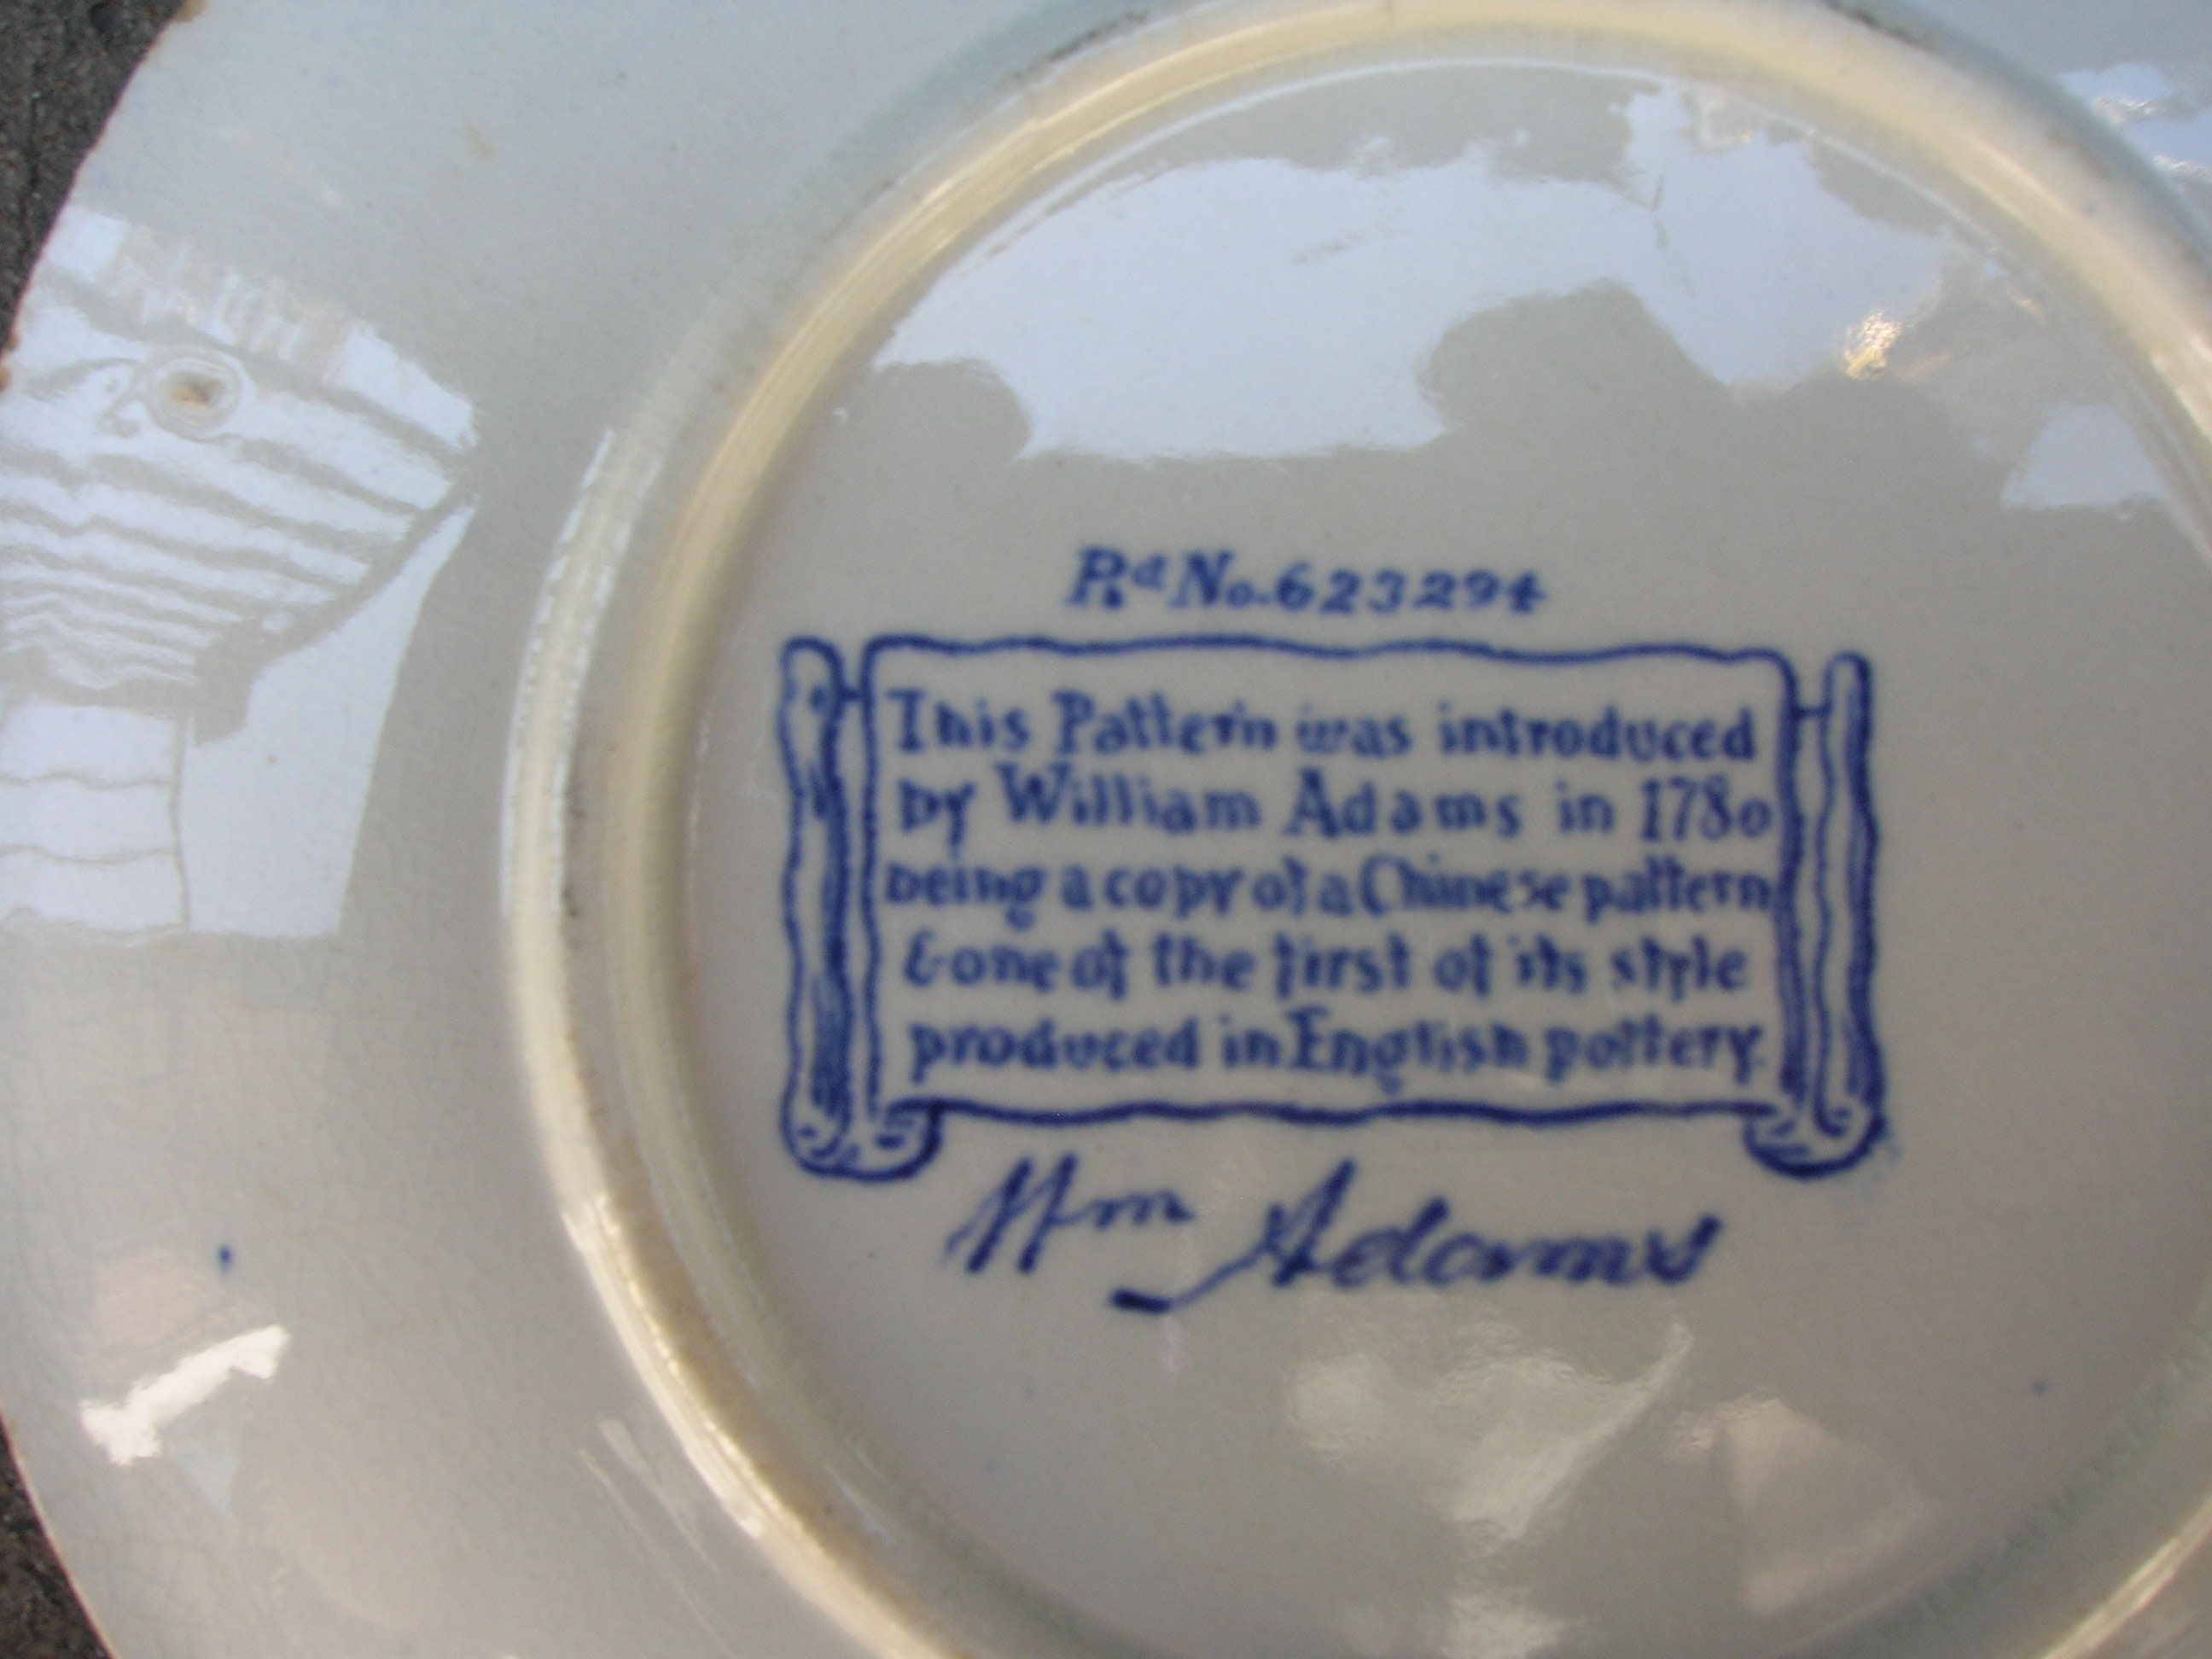 Rd No. 623294
This Pattern was introduced
by William Adams in 1780
being a copy of a Chinese pattern
& one of the first of its style
produced in English pottery.
Wm Adams